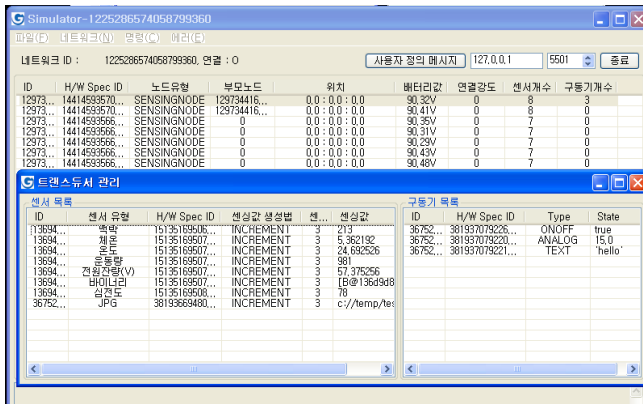 Simulator-1225286574058799360
파일(F) 네트워크(N) 명령(C) 에러(E)
네트워크 ID : 1225286574058799360, 연결 : O 사용자 정의 메시지 127,0,0,1 5501 종료
ID H/W Spec ID 노드유형 부모노드 위치 배터리값 연결강도 센서개수 구동기개수
12973,,, 14414593570,,, SENSINGNODE 129734416,,, 0,0 : 0,0 : 0,0 90,32V 0 8 3
12973,,, 14414593570,,, SENSINGNODE 129734416,,, 0,0 : 0,0 : 0,0 90,41V 0 8 0
12973,,, 14414593566,,, SENSINGNODE 0 0,0 : 0,0 : 0,0 90,35V 0 7 0
12973,,, 14414593566,,, SENSINGNODE 0 0,0 : 0,0 : 0,0 90,31V 0 7 0
12973,,, 14414593566,,, SENSINGNODE 0 0,0 : 0,0 : 0,0 90,29V 0 7 0
12973,,, 14414593566,,, SENSINGNODE 0 0,0 : 0,0 : 0,0 90,43V 0 7 0
12973,,, 14414593566,,, SENSINGNODE 0 0,0 : 0,0 : 0,0 90,48V 0 7 0
트랜스듀서 관리
센서 목록
ID 센서 유형 H/W Spec ID 센싱값 생성법 센,,, 센싱값
13694,,, 맥박 15135169506,,, INCREMENT 3 213
13694,,, 체온 15135169507,,, INCREMENT 3 5,362192
13694,,, 온도 15135169507,,, INCREMENT 3 24,692526
13694,,, 운동량 15135169507,,, INCREMENT 3 981
13694,,, 전원잔량(V) 15135169507,,, INCREMENT 3 57,375256
13694,,, 바이너리 15135169507,,, INCREMENT 3 [B@136d9d8
13694,,, 심전도 15135169508,,, INCREMENT 3 78
36752,,, JPG 38193669480,,, INCREMENT 3 c://temp/tes
구동기 목록
ID H/W Spec ID Type State
36752,,, 381937079226,,, ONOFF true
36752,,, 381937079220,,, ANALOG 15,0
36752,,, 381937079221,,, TEXT 'hello'